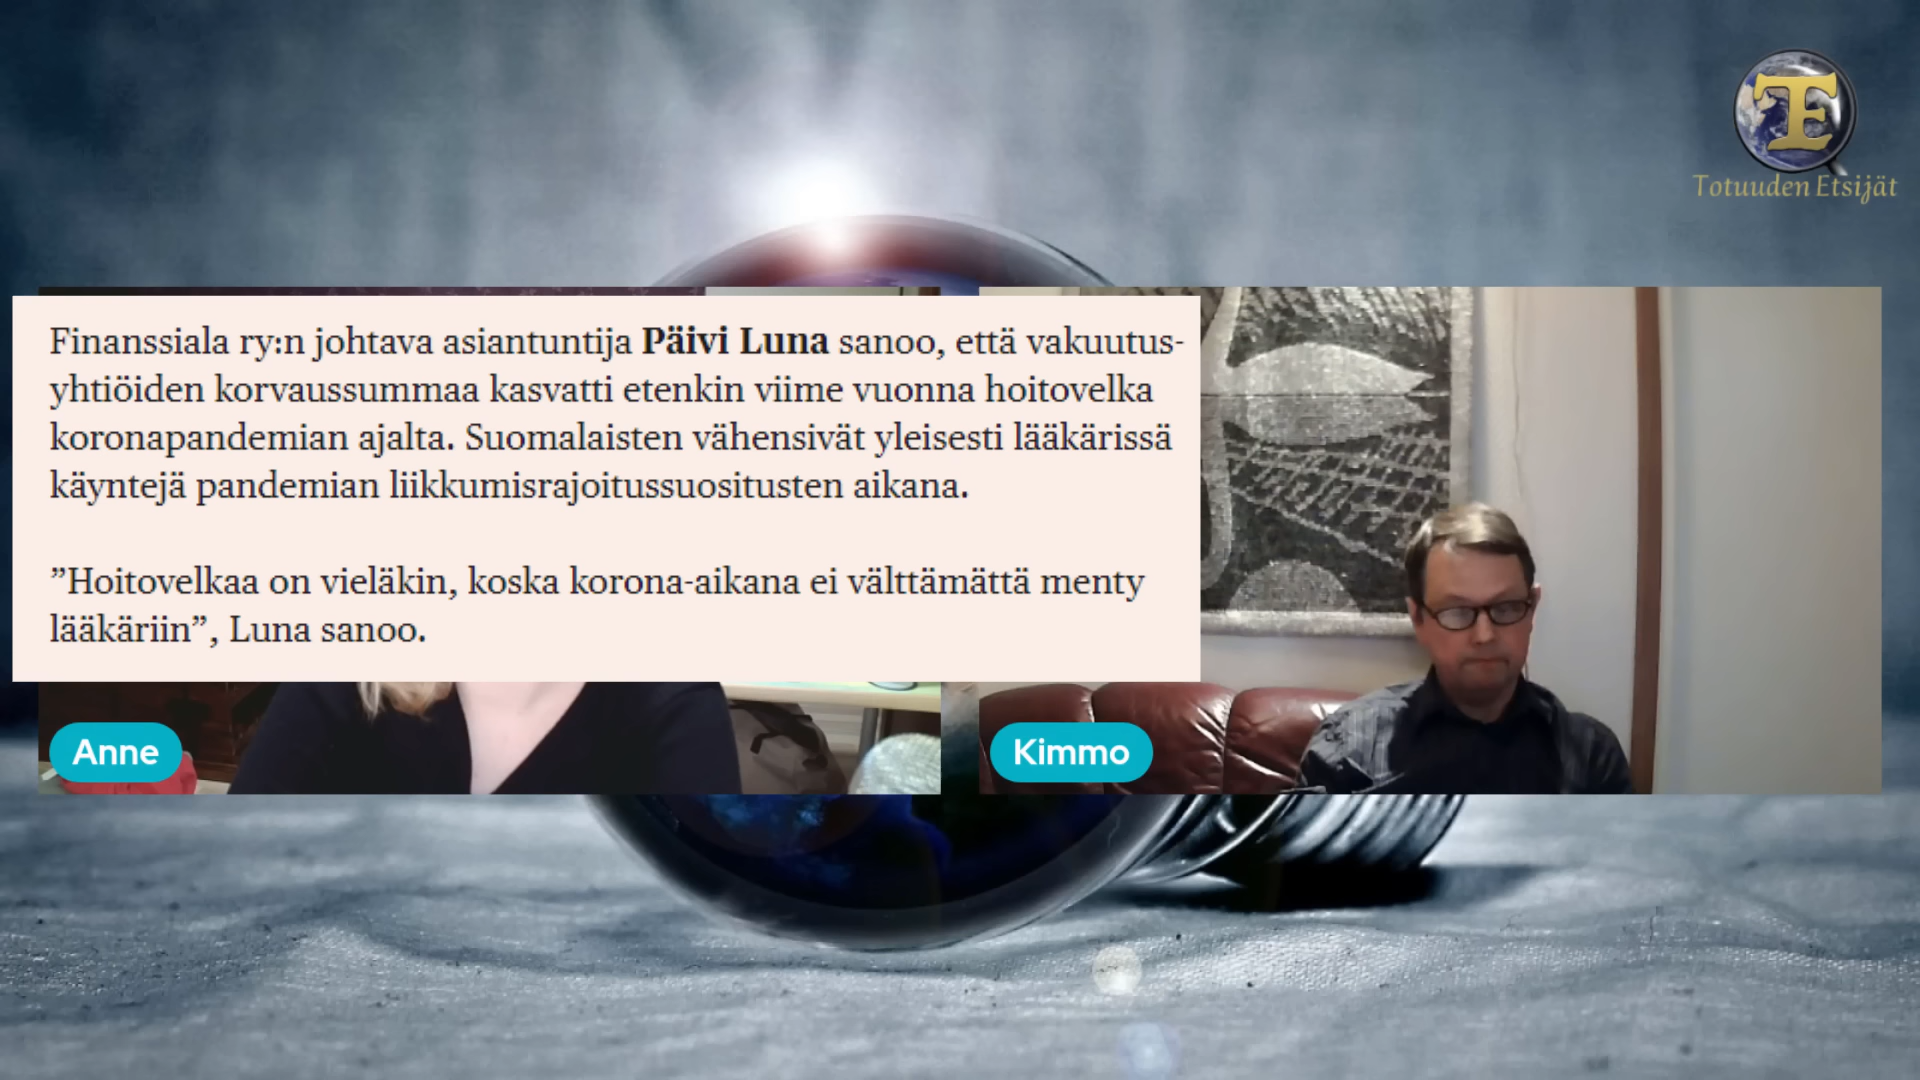 TE
Totuuden Etsijät
Finanssiala ry:n johtava asiantuntija Päivi Luna sanoo, että vakuutus-
yhtiöiden korvaussummaa kasvatti etenkin viime vuonna hoitovelka
koronapandemian ajalta. Suomalaisten vähensivät yleisesti lääkärissä
käyntejä pandemian liikkumisrajoitussuositusten aikana.
”Hoitovelkaa on vieläkin, koska korona-aikana ei välttämättä menty
lääkäriin”, Luna sanoo.
Anne
Kimmo